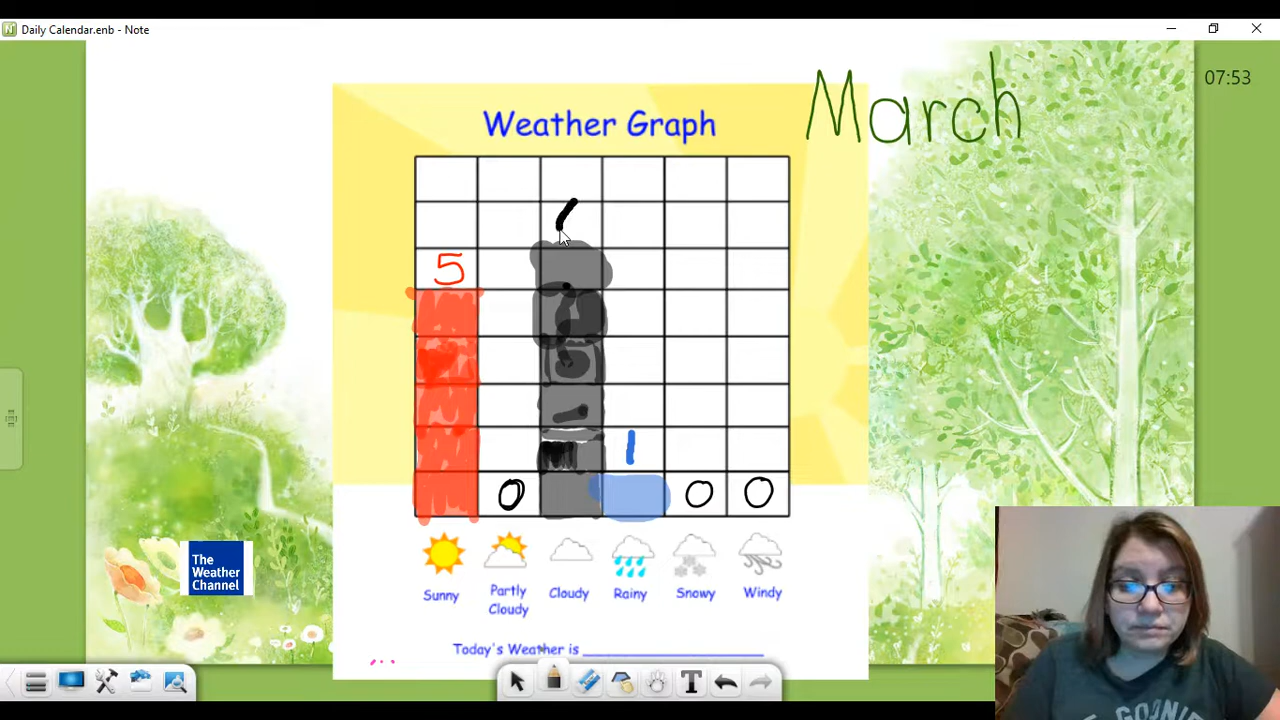 Daily Calendar.enb - Note
07:53
March
Weather Graph
5
1
0 0 0
Sunny Partly Cloudy Cloudy Rainy Snowy Windy
The
Weather
Channel
Today's Weather is
T